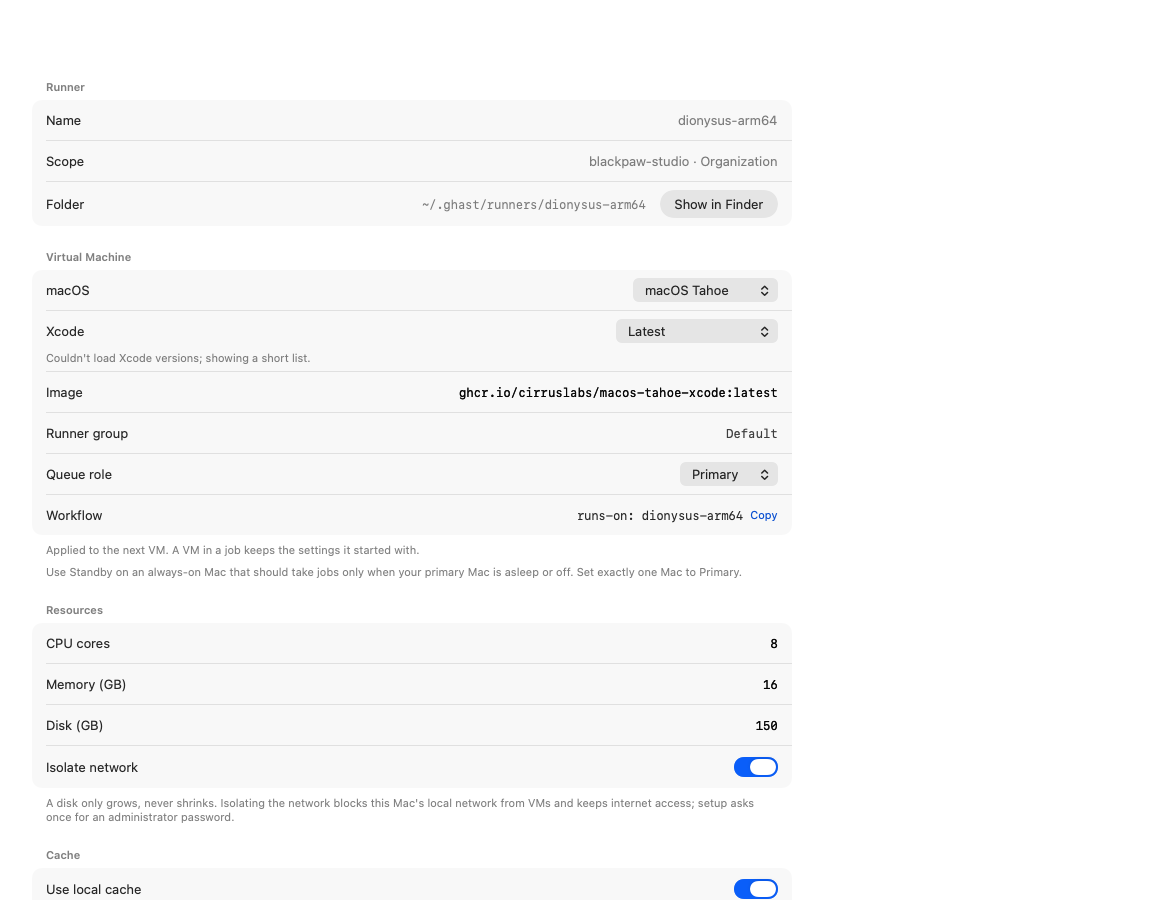 Runner
Name dionysus-arm64
Scope blackpaw-studio · Organization
Folder ~/.ghast/runners/dionysus-arm64 Show in Finder
Virtual Machine
macOS macOS Tahoe
Xcode Latest
Couldn't load Xcode versions; showing a short list.
Image ghcr.io/cirruslabs/macos-tahoe-xcode:latest
Runner group Default
Queue role Primary
Workflow runs-on: dionysus-arm64 Copy
Applied to the next VM. A VM in a job keeps the settings it started with.
Use Standby on an always-on Mac that should take jobs only when your primary Mac is asleep or off. Set exactly one Mac to Primary.
Resources
CPU cores 8
Memory (GB) 16
Disk (GB) 150
Isolate network
A disk only grows, never shrinks. Isolating the network blocks this Mac's local network from VMs and keeps internet access; setup asks
once for an administrator password.
Cache
Use local cache